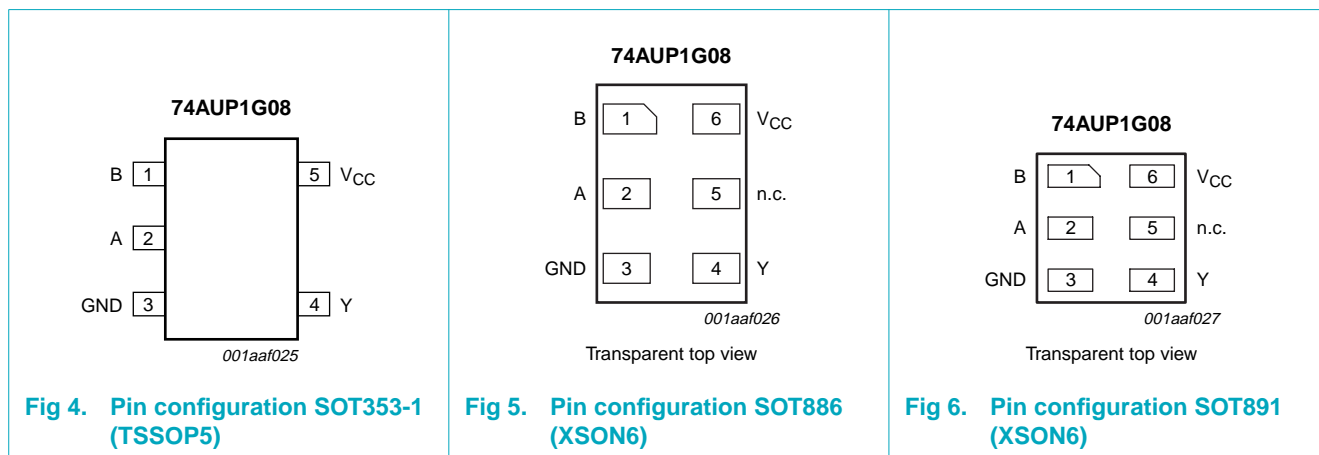 74AUP1G08
B 1
5 VCC
A 2
GND 3
4 Y
001aaf025
Fig 4. Pin configuration SOT353-1
(TSSOP5)
74AUP1G08
B 1 6 VCC
A 2 5 n.c.
GND 3 4 Y
001aaf026
Transparent top view
Fig 5. Pin configuration SOT886
(XSON6)
74AUP1G08
B 1 6 VCC
A 2 5 n.c.
GND 3 4 Y
001aaf027
Transparent top view
Fig 6. Pin configuration SOT891
(XSON6)